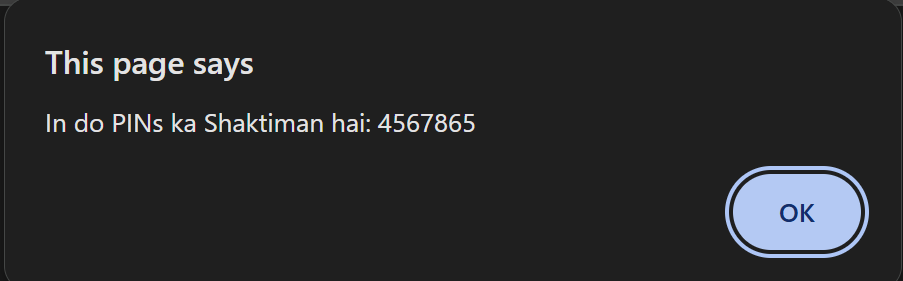 This page says
In do PINs ka Shaktiman hai: 4567865
OK